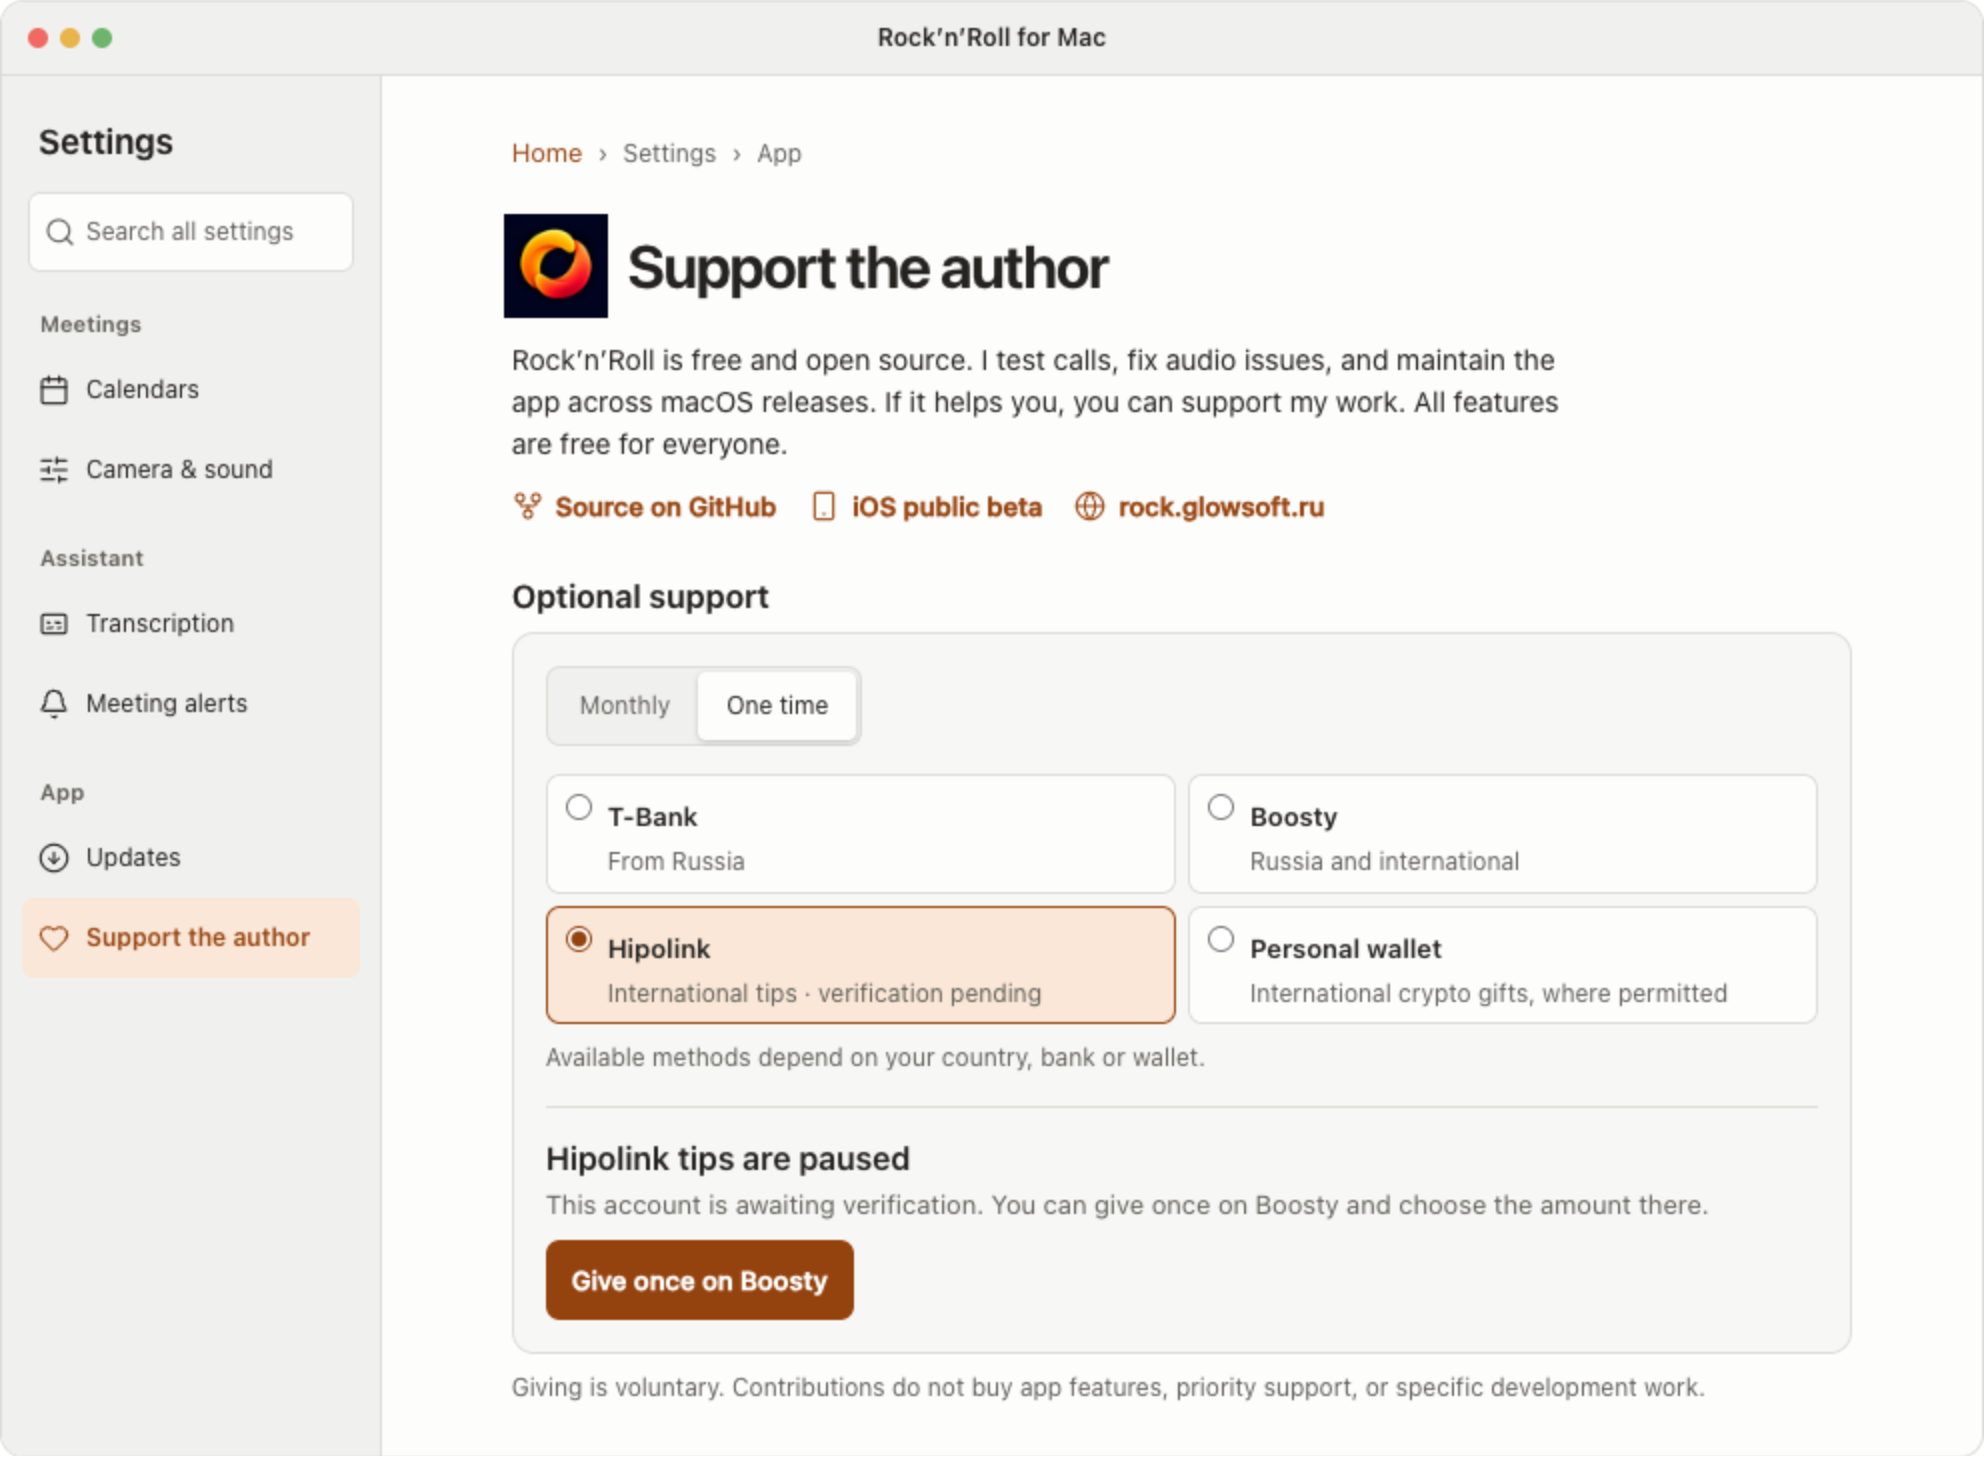 Rock’n’Roll for Mac
Settings
Search all settings
Meetings
Calendars
Camera & sound
Assistant
Transcription
Meeting alerts
App
Updates
Support the author
Home › Settings › App
Support the author
Rock’n’Roll is free and open source. I test calls, fix audio issues, and maintain the
app across macOS releases. If it helps you, you can support my work. All features
are free for everyone.
Source on GitHub iOS public beta rock.glowsoft.ru
Optional support
Monthly One time
T-Bank
From Russia
Boosty
Russia and international
Hipolink
International tips · verification pending
Personal wallet
International crypto gifts, where permitted
Available methods depend on your country, bank or wallet.
Hipolink tips are paused
This account is awaiting verification. You can give once on Boosty and choose the amount there.
Give once on Boosty
Giving is voluntary. Contributions do not buy app features, priority support, or specific development work.